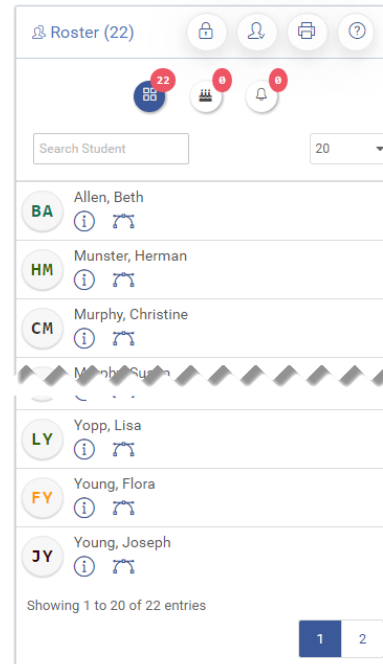 Roster (22)
22
0
0
Search Student
20
BA
Allen, Beth
HM
Munster, Herman
CM
Murphy, Christine
LY
Yopp, Lisa
FY
Young, Flora
JY
Young, Joseph
Showing 1 to 20 of 22 entries
1 2